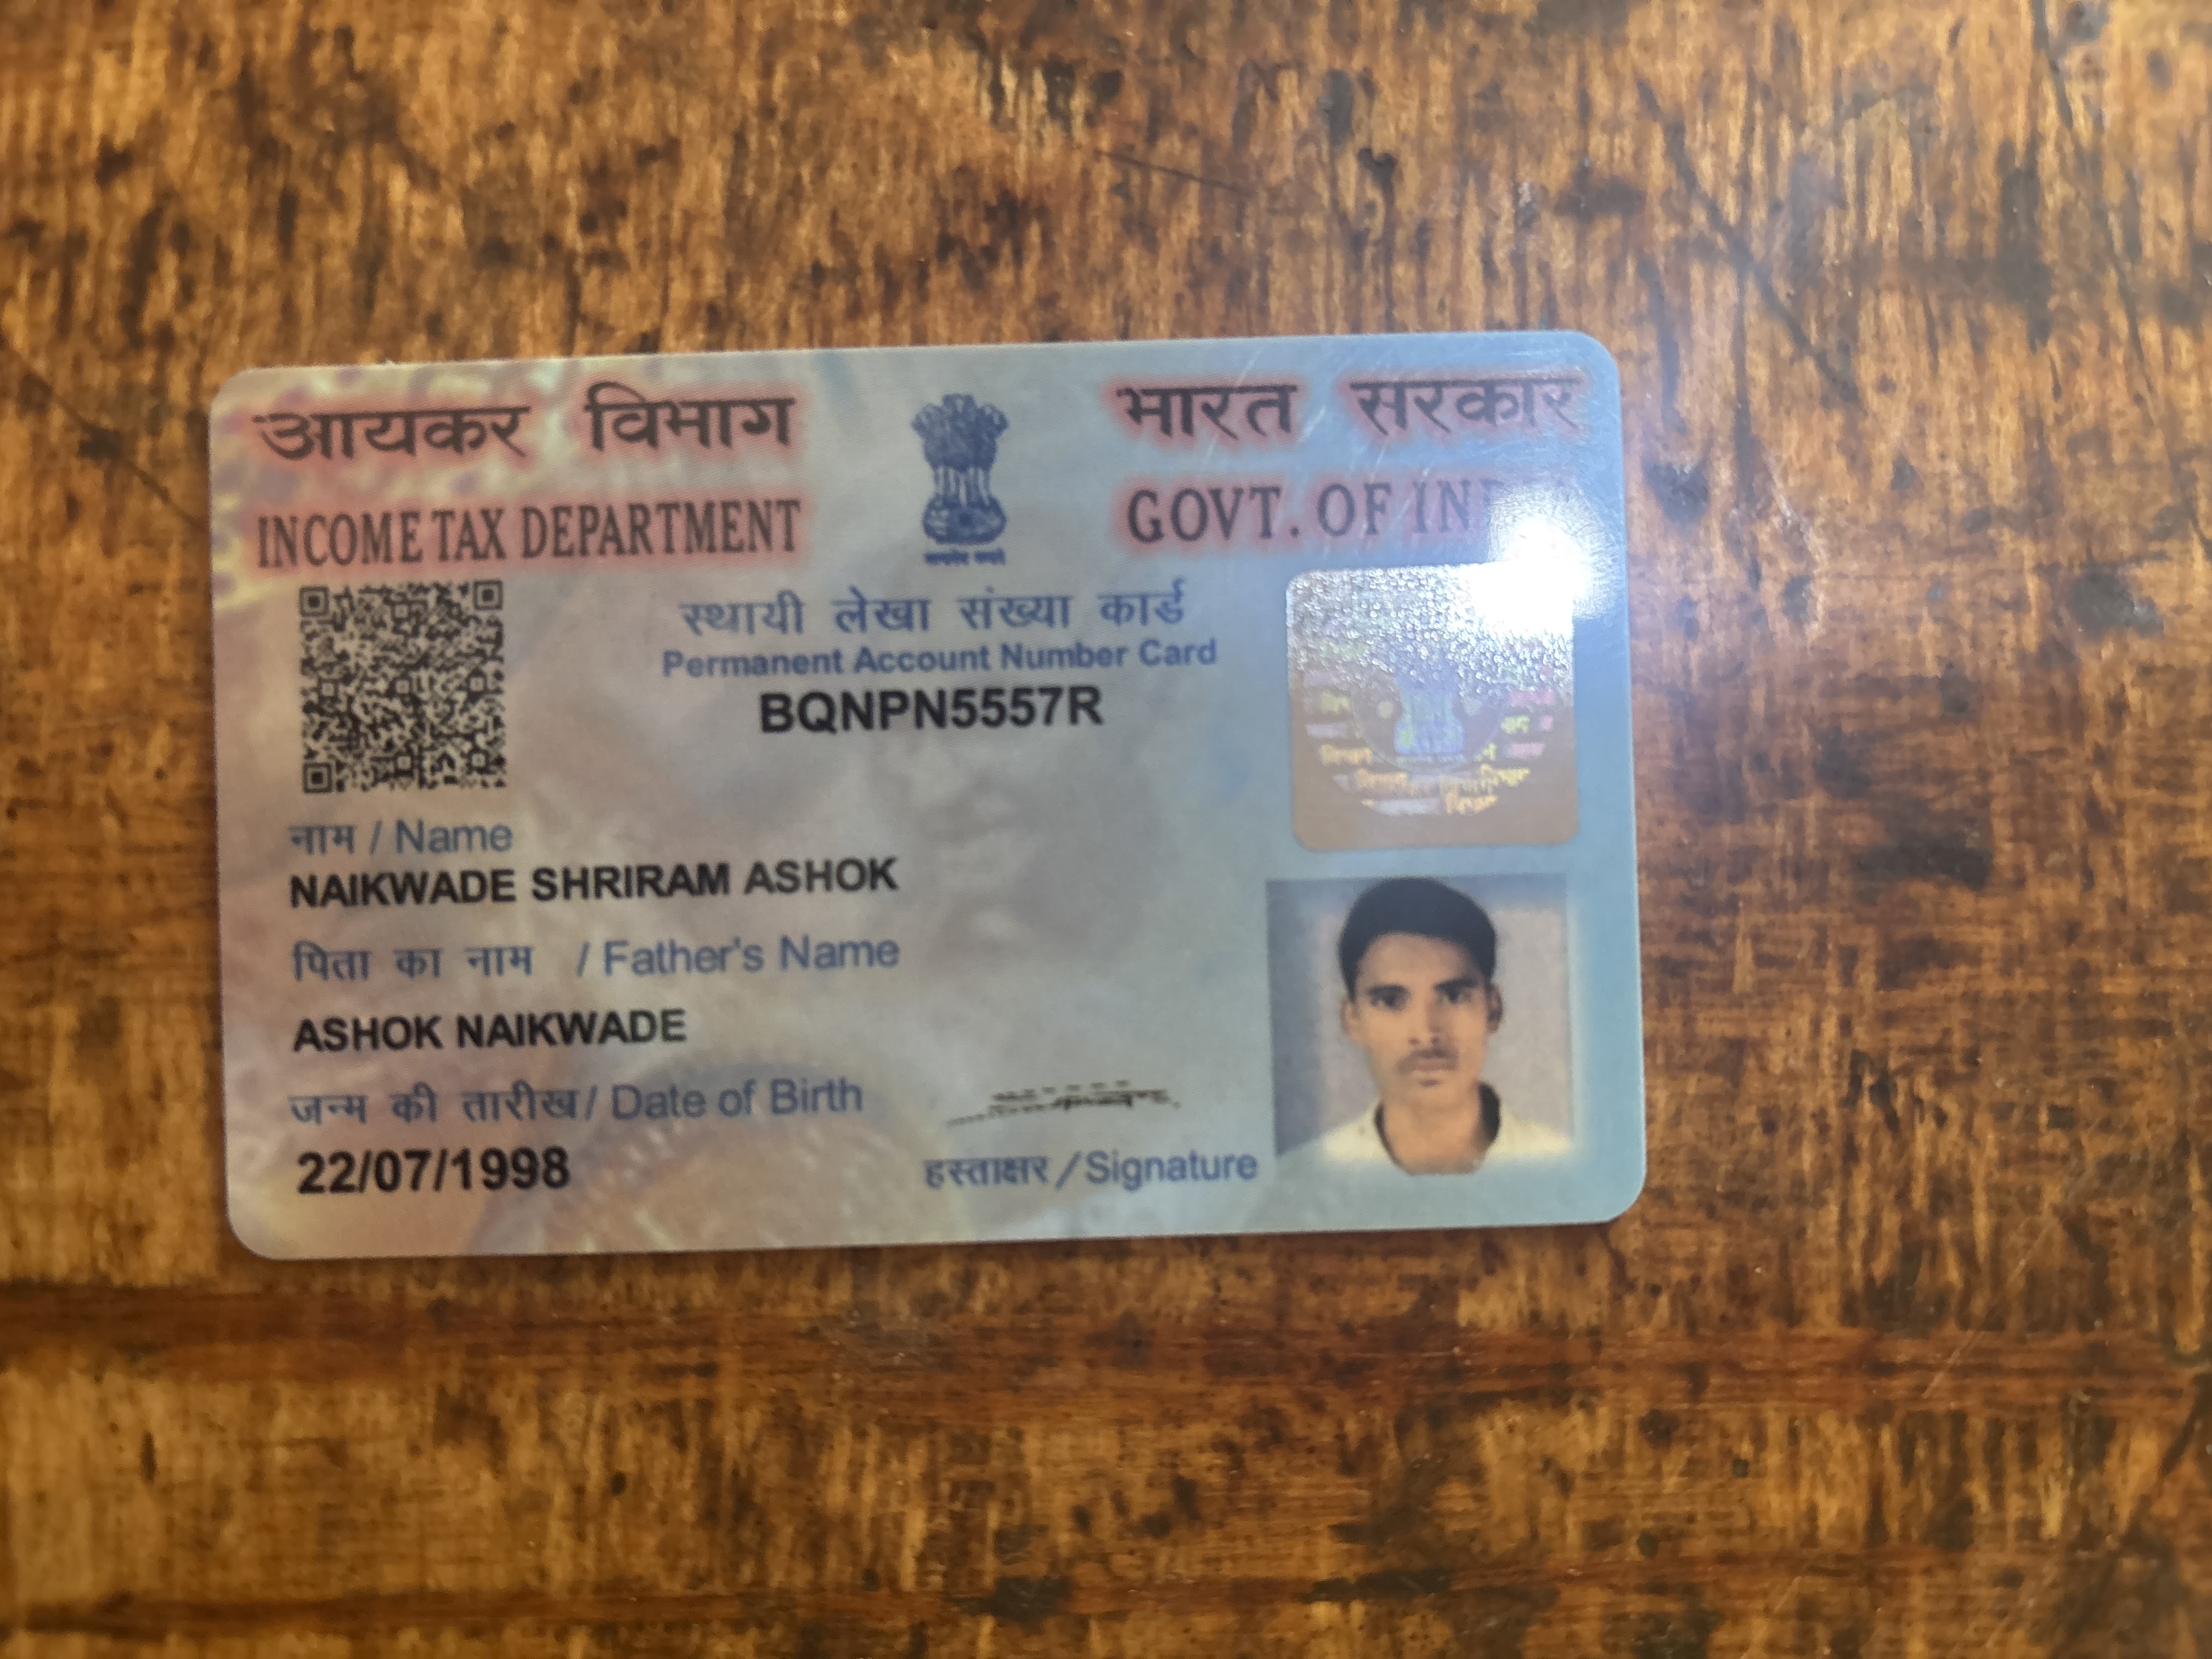 आयकर विभाग
INCOME TAX DEPARTMENT
भारत सरकार
GOVT. OF
स्थायी लेखा संख्या कार्ड
Permanent Account Number Card
BQNPN5557R
नाम / Name
NAIKWADE SHRIRAM ASHOK
पिता का नाम / Father's Name
ASHOK NAIKWADE
जन्म की तारीख / Date of Birth
22/07/1998
हस्ताक्षर / Signature